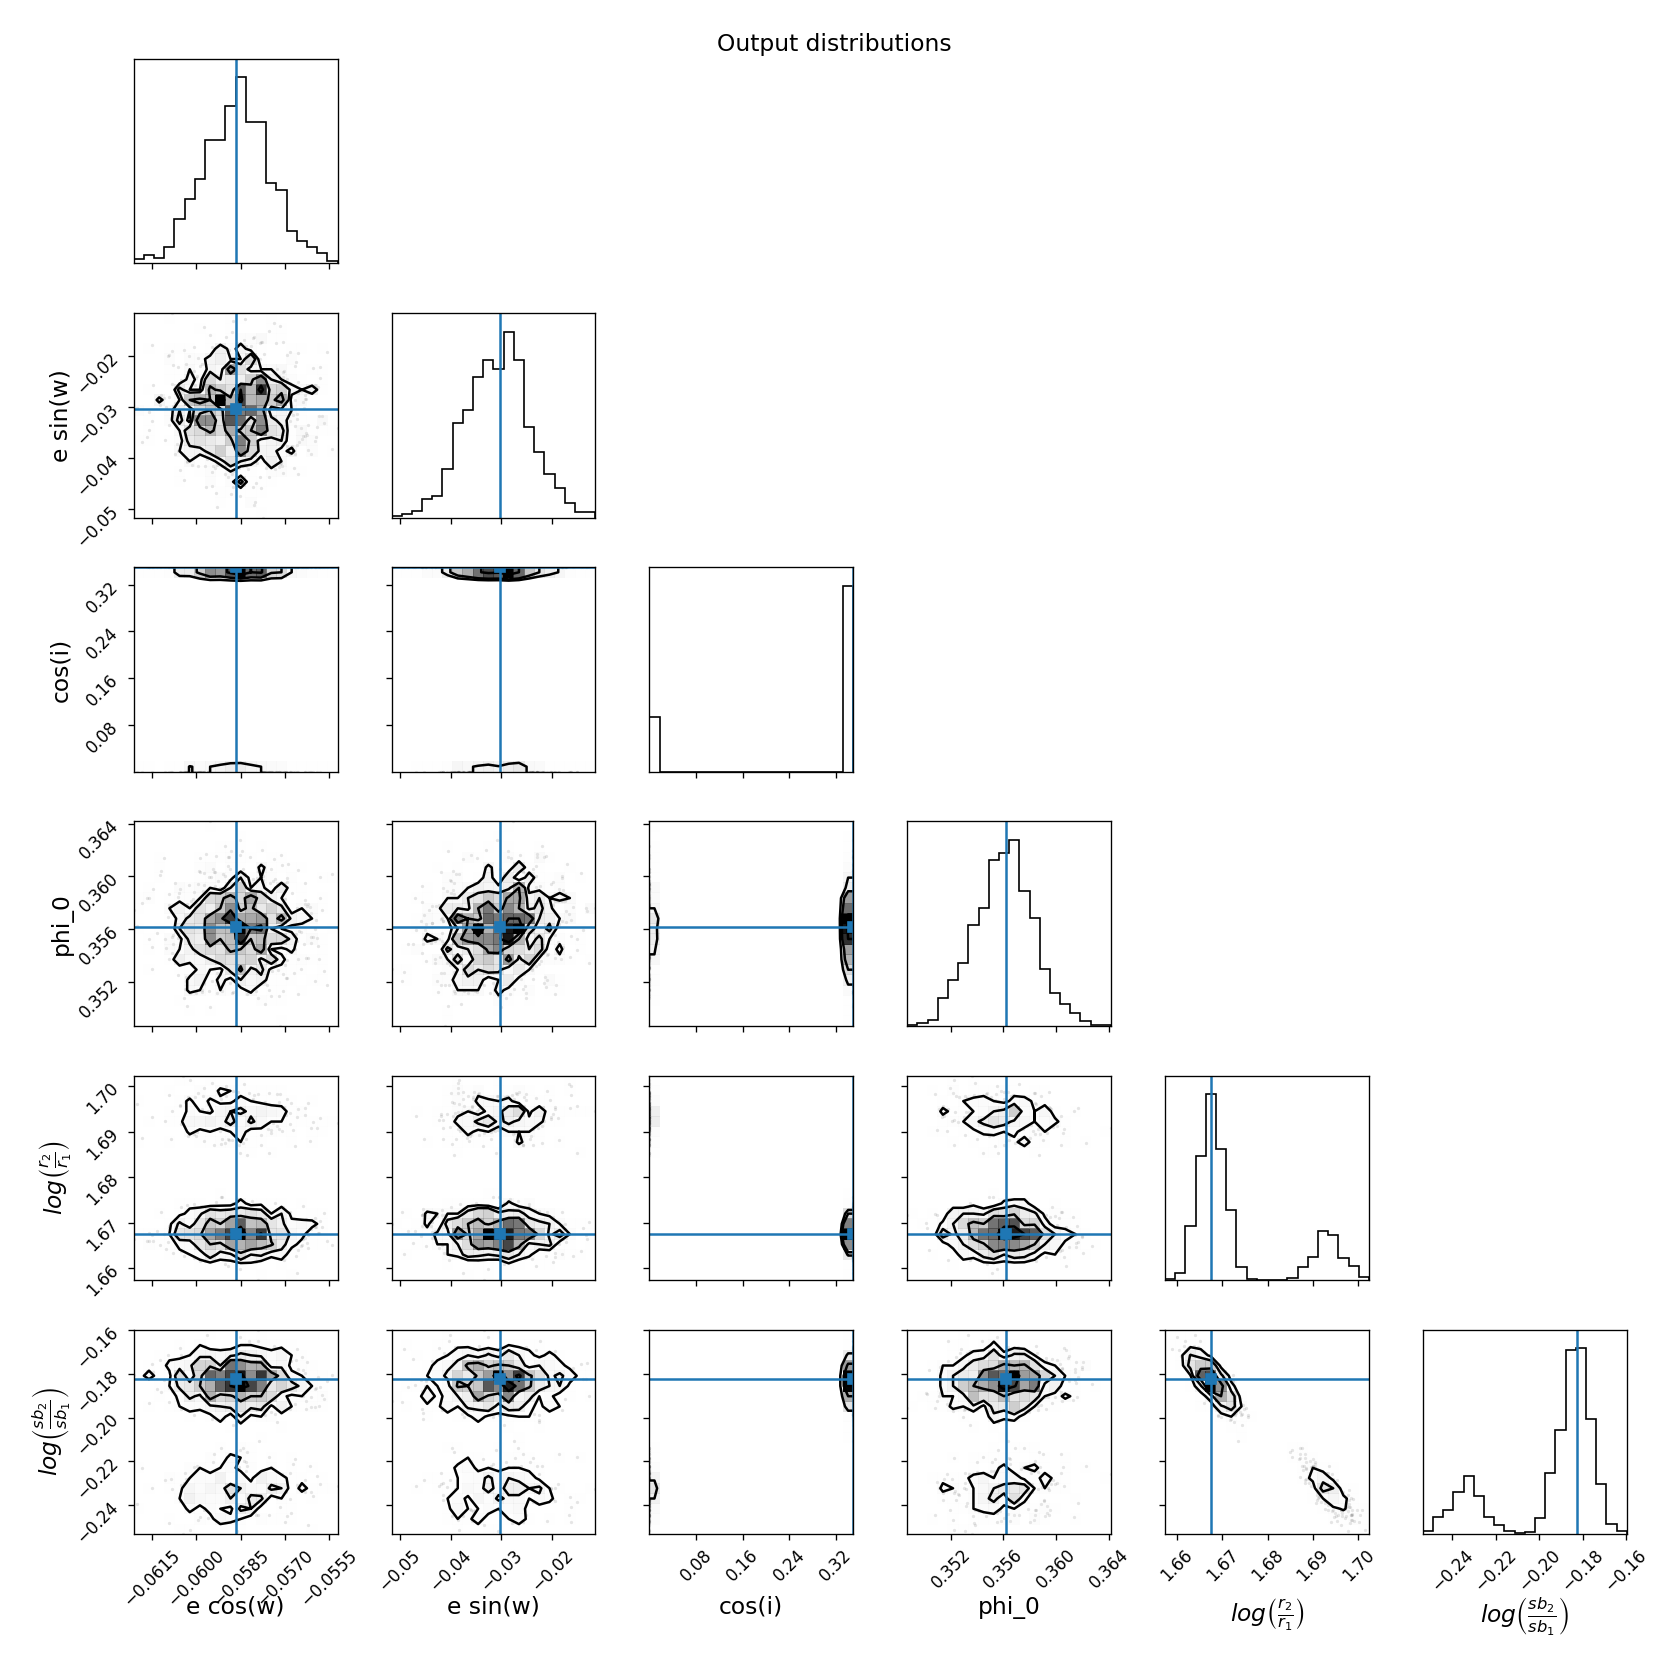 Output distributions
e sin(w)
−0.02
−0.03
−0.04
−0.05
cos(i)
0.32
0.24
0.16
0.08
phi_0
0.364
0.360
0.356
0.352
log(r₂/r₁)
1.70
1.69
1.68
1.67
1.66
log(sb₂/sb₁)
−0.16
−0.18
−0.20
−0.22
−0.24
−0.0615 −0.0600 −0.0585 −0.0570 −0.0555
−0.05 −0.04 −0.03 −0.02
0.08 0.16 0.24 0.32
0.352 0.356 0.360 0.364
1.66 1.67 1.68 1.69 1.70
−0.24 −0.22 −0.20 −0.18 −0.16
e cos(w) e sin(w) cos(i) phi_0 log(r₂/r₁) log(sb₂/sb₁)